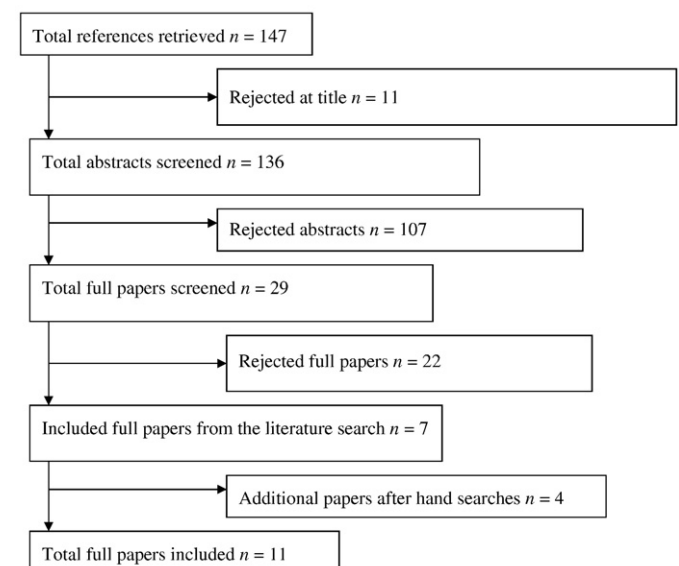 Total references retrieved n = 147
Rejected at title n = 11
Total abstracts screened n = 136
Rejected abstracts n = 107
Total full papers screened n = 29
Rejected full papers n = 22
Included full papers from the literature search n = 7
Additional papers after hand searches n = 4
Total full papers included n = 11